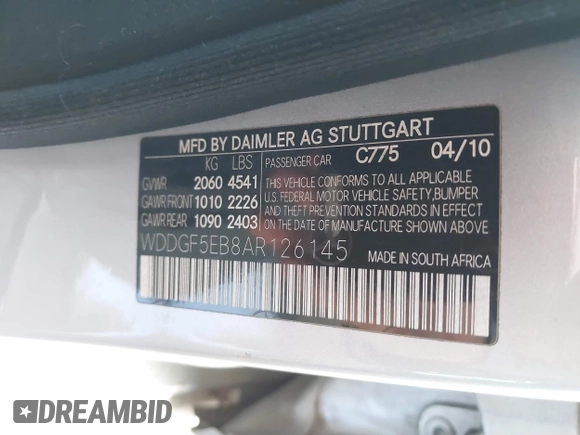 MFD BY DAIMLER AG STUTTGART
KG LBS PASSENGER CAR C775 04/10
GVWR 2060 4541
GAWR FRONT 1010 2226
GAWR REAR 1090 2403
THIS VEHICLE CONFORMS TO ALL APPLICABLE
U.S. FEDERAL MOTOR VEHICLE SAFETY, BUMPER
AND THEFT PREVENTION STANDARDS IN EFFECT
ON THE DATE OF MANUFACTURE SHOWN ABOVE
WDDGF5EB8AR126145 MADE IN SOUTH AFRICA
DREAMBID